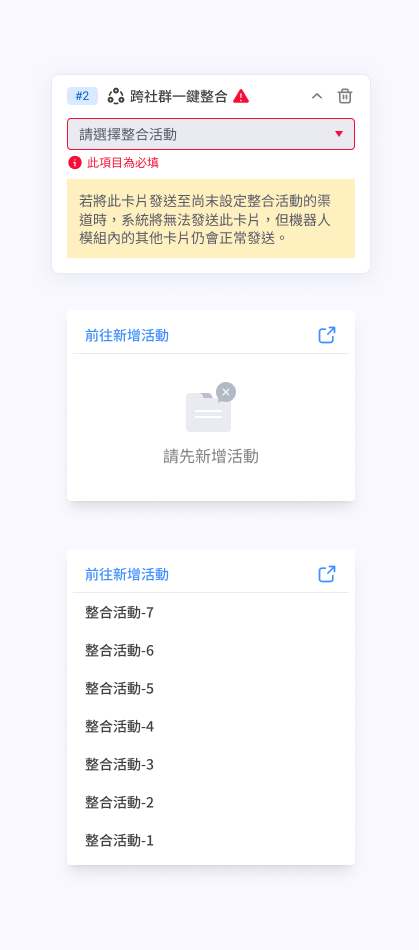 #2 跨社群一鍵整合
請選擇整合活動
此項目為必填
若將此卡片發送至尚末設定整合活動的渠
道時，系統將無法發送此卡片，但機器人
模組內的其他卡片仍會正常發送。
前往新增活動
請先新增活動
前往新增活動
整合活動-7
整合活動-6
整合活動-5
整合活動-4
整合活動-3
整合活動-2
整合活動-1